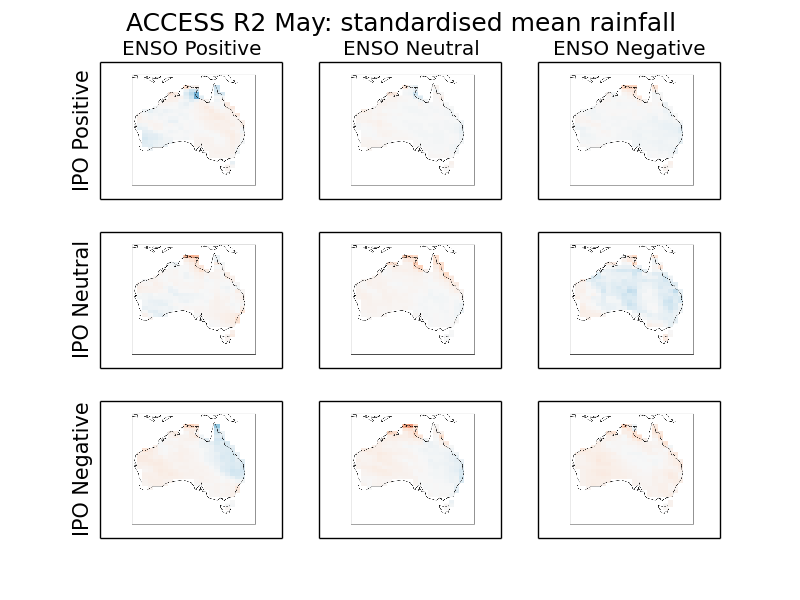 ACCESS R2 May: standardised mean rainfall
ENSO Positive ENSO Neutral ENSO Negative
IPO Positive
IPO Neutral
IPO Negative